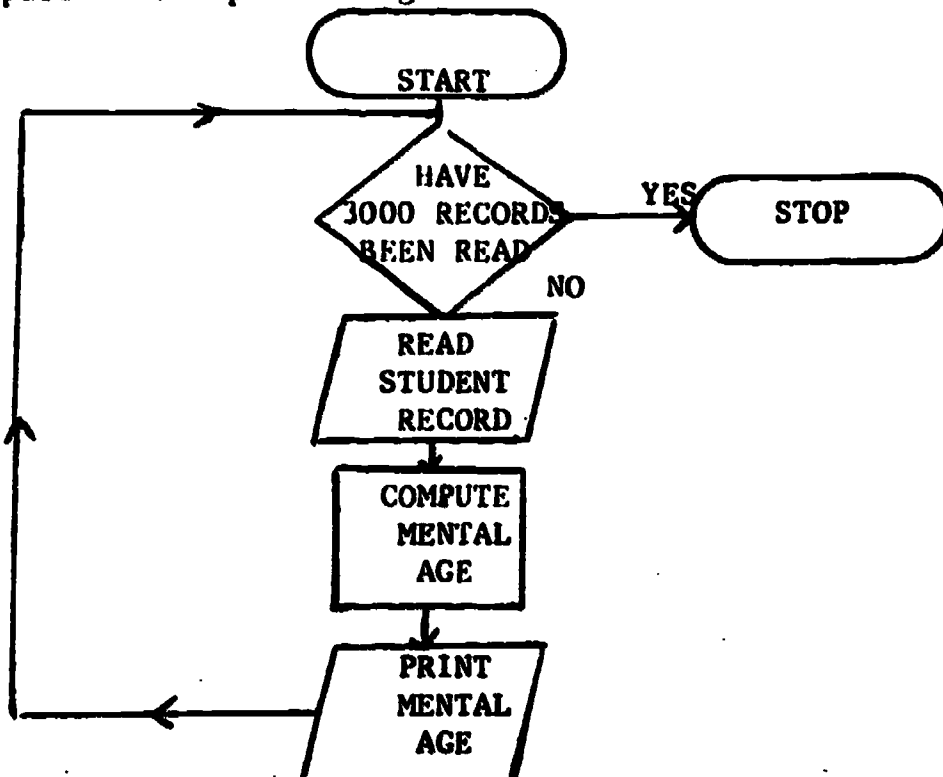 START
HAVE
3000 RECORDS
BEEN READ
YES
STOP
NO
READ
STUDENT
RECORD
COMPUTE
MENTAL
AGE
PRINT
MENTAL
AGE